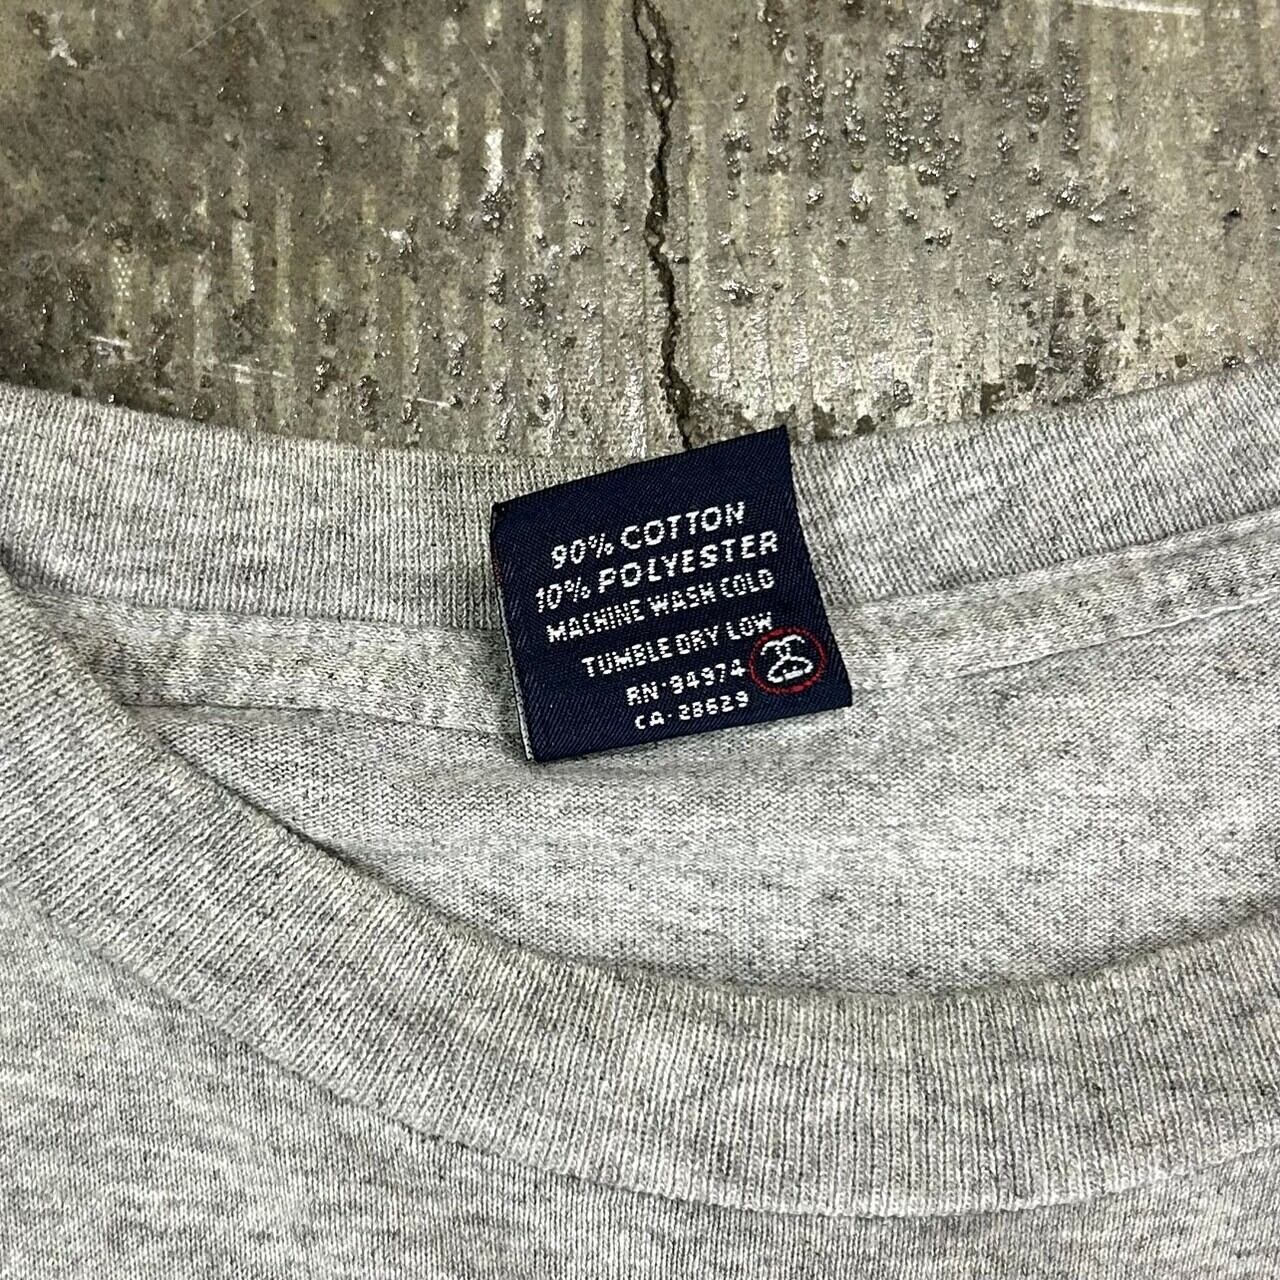 90% COTTON
10% POLYESTER
MACHINE WASH COLD
TUMBLE DRY LOW
RN·94974
CA·28629